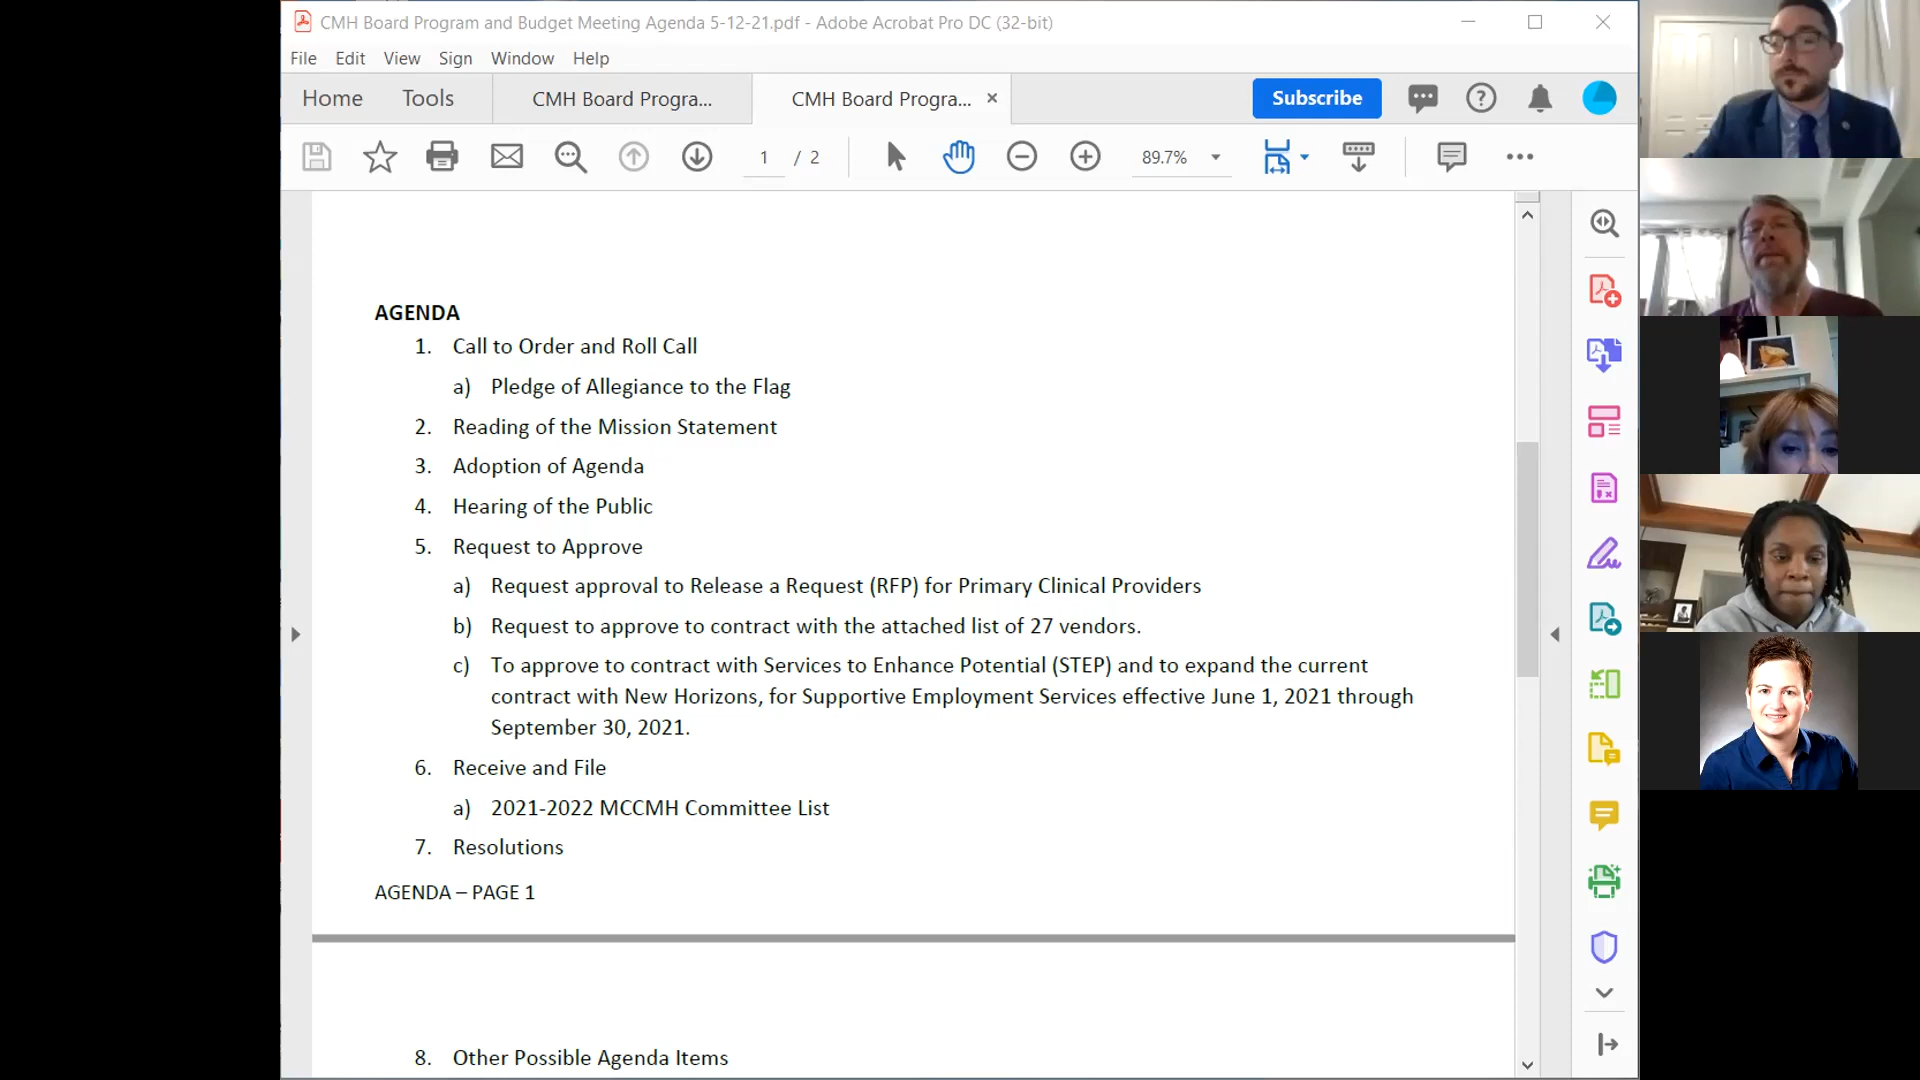 CMH Board Program and Budget Meeting Agenda 5-12-21.pdf - Adobe Acrobat Pro DC (32-bit)
File Edit View Sign Window Help
Home Tools CMH Board Progra... CMH Board Progra... Subscribe
1 / 2 89.7%
AGENDA
1. Call to Order and Roll Call
a) Pledge of Allegiance to the Flag
2. Reading of the Mission Statement
3. Adoption of Agenda
4. Hearing of the Public
5. Request to Approve
a) Request approval to Release a Request (RFP) for Primary Clinical Providers
b) Request to approve to contract with the attached list of 27 vendors.
c) To approve to contract with Services to Enhance Potential (STEP) and to expand the current
contract with New Horizons, for Supportive Employment Services effective June 1, 2021 through
September 30, 2021.
6. Receive and File
a) 2021-2022 MCCMH Committee List
7. Resolutions
AGENDA – PAGE 1
8. Other Possible Agenda Items